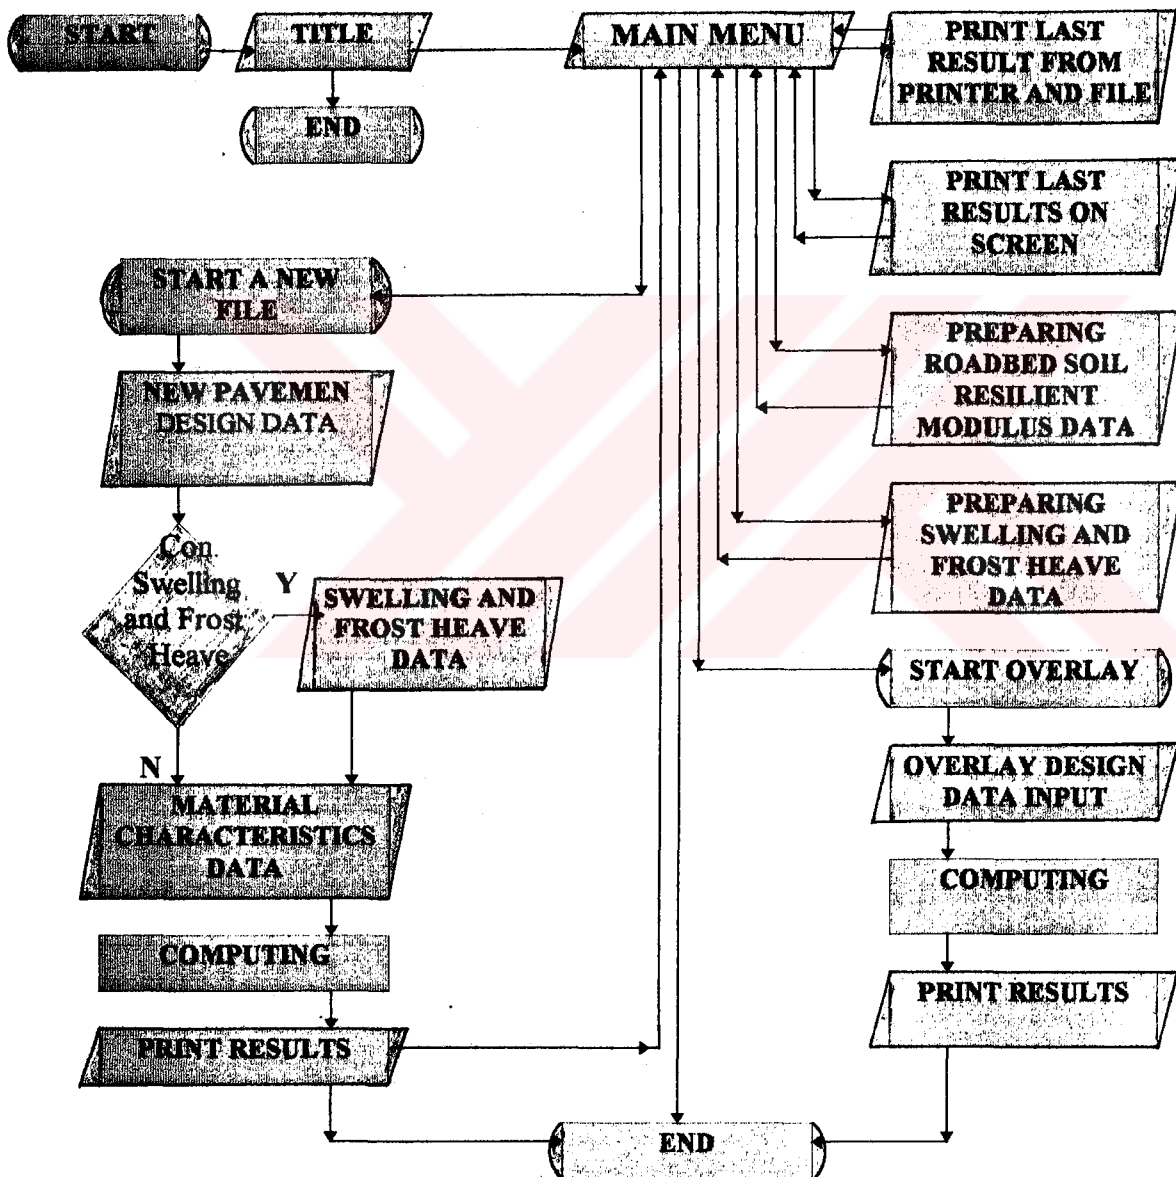 START
TITLE
END
MAIN MENU
PRINT LAST
RESULT FROM
PRINTER AND FILE
PRINT LAST
RESULTS ON
SCREEN
START A NEW
FILE
NEW PAVEMEN
DESIGN DATA
PREPARING
ROADBED SOIL
RESILIENT
MODULUS DATA
Con.
Swelling
and Frost
Heave
Y
SWELLING AND
FROST HEAVE
DATA
PREPARING
SWELLING AND
FROST HEAVE
DATA
N
MATERIAL
CHARACTERISTICS
DATA
COMPUTING
PRINT RESULTS
START OVERLAY
OVERLAY DESIGN
DATA INPUT
COMPUTING
PRINT RESULTS
END